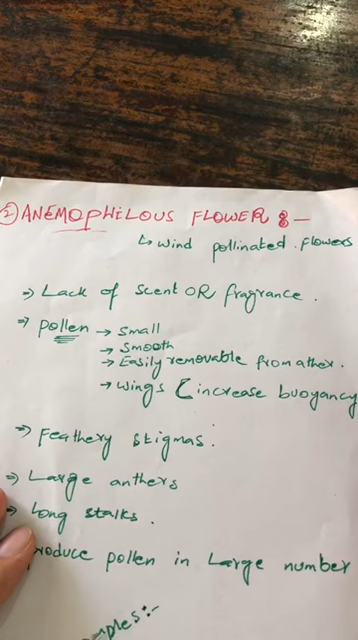 ② ANEMOPHILOUS FLOWER :-
↳ wind pollinated flowers
⇒ Lack of scent OR fragrance.
⇒ pollen → small
→ smooth
→ Easily removable from ather.
→ wings (increase buoyancy
⇒ Feathery stigmas.
⇒ Large anthers
⇒ Long stalks.
roduce pollen in Large number
mples:-